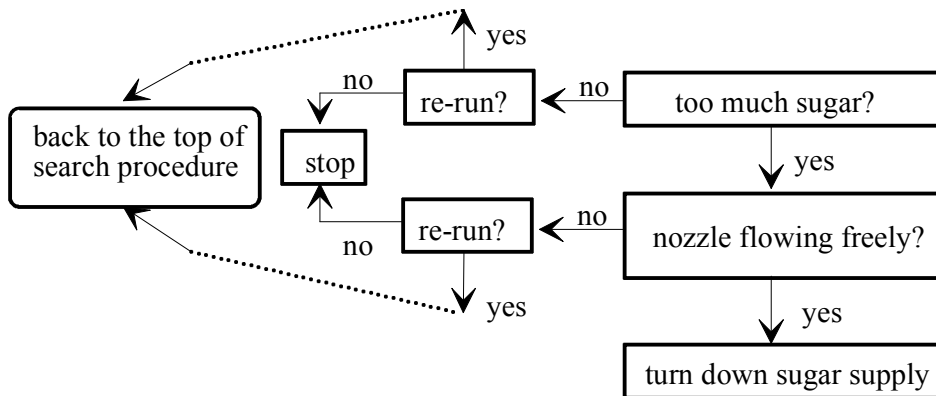 yes
no
re-run?
no
too much sugar?
back to the top of
search procedure
stop
yes
no
re-run?
no
nozzle flowing freely?
yes
yes
turn down sugar supply